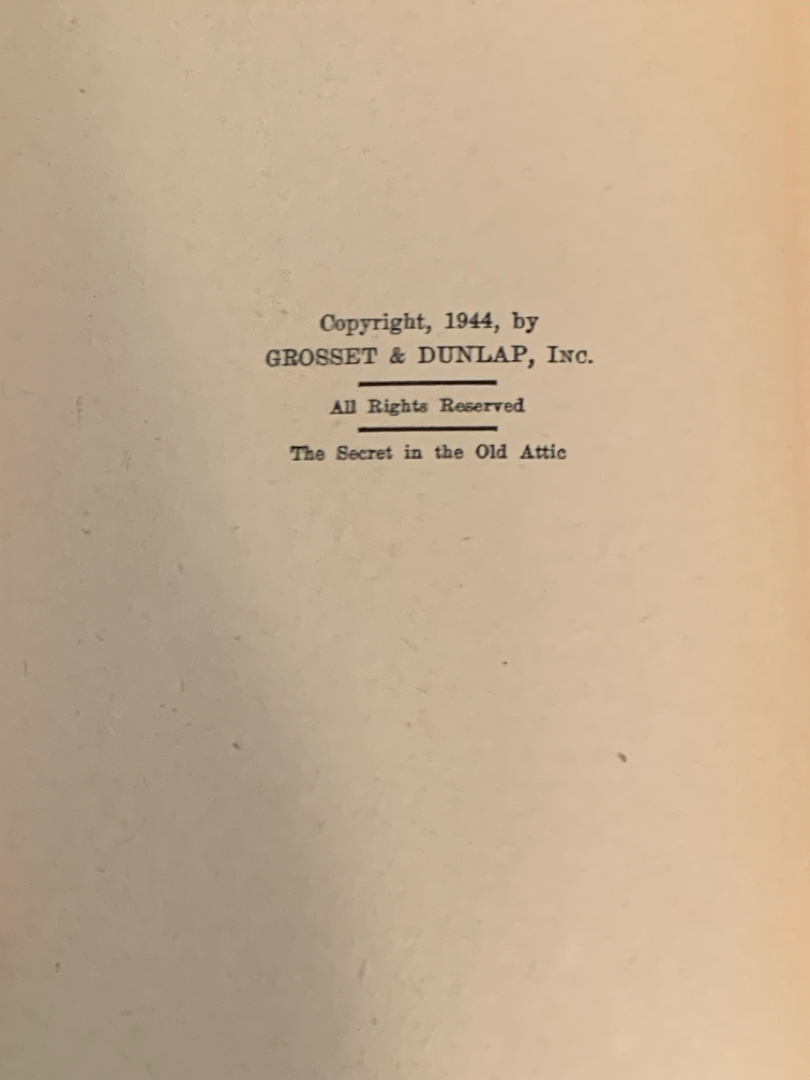 Copyright, 1944, by
GROSSET & DUNLAP, INC.
All Rights Reserved
The Secret in the Old Attic